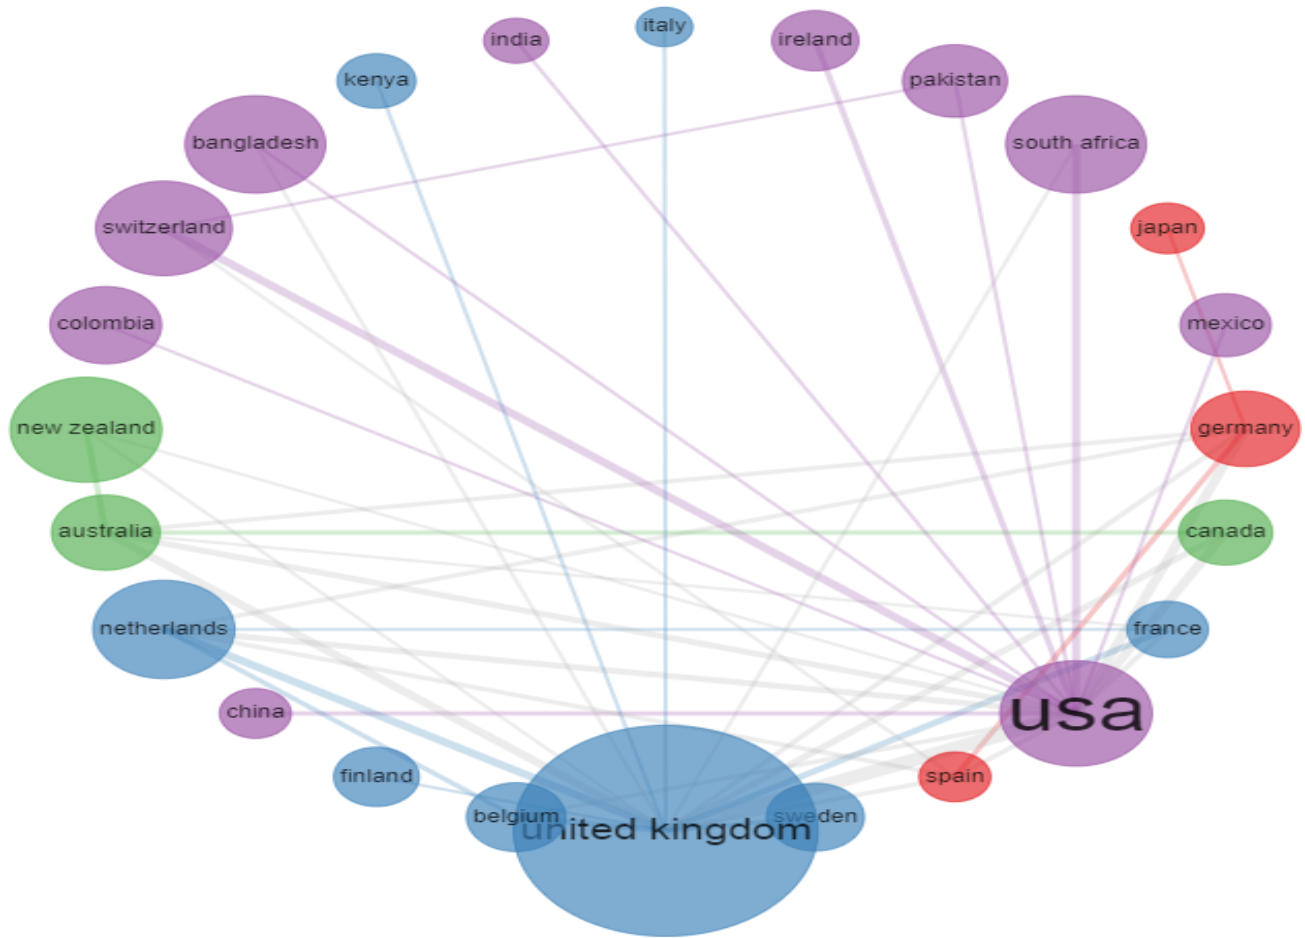 italy
india
ireland
kenya
pakistan
bangladesh
south africa
switzerland
japan
colombia
mexico
new zealand
germany
australia
canada
netherlands
france
china
usa
finland
spain
belgium
sweden
united kingdom